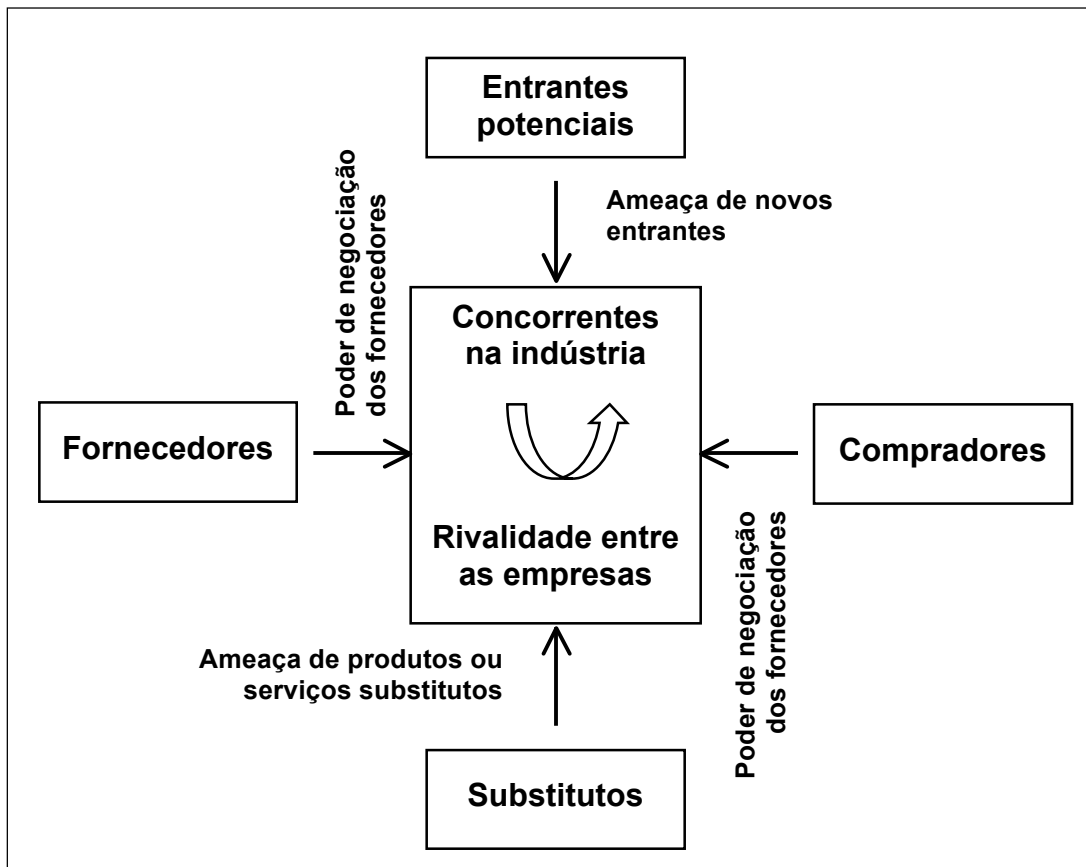 Entrantes
potenciais
Poder de negociação
dos fornecedores
Ameaça de novos
entrantes
Concorrentes
na indústria
Fornecedores
Compradores
Rivalidade entre
as empresas
Poder de negociação
dos fornecedores
Ameaça de produtos ou
serviços substitutos
Substitutos